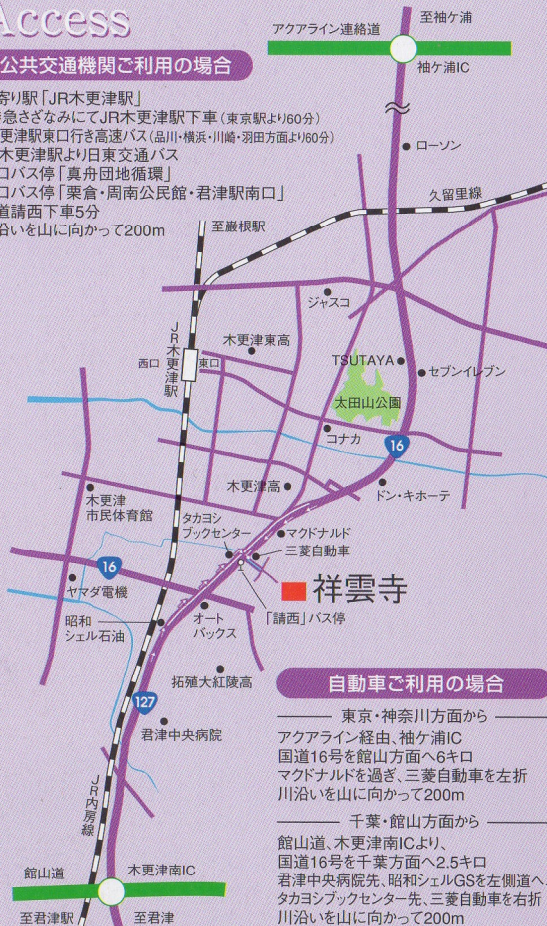 Access
公共交通機関ご利用の場合
寄り駅「JR木更津駅」
急さざなみにてJR木更津駅下車(東京駅より60分)
更津駅東口行き高速バス(品川・横浜・川崎・羽田方面より60分)
木更津駅より日東交通バス
口バス停「真舟団地循環」
口バス停「栗倉・周南公民館・君津駅南口」
道請西下車5分
沿いを山に向かって200m
アクアライン連絡道
至袖ケ浦
袖ケ浦IC
ローソン
久留里線
至巌根駅
ジャスコ
木更津東高
JR木更津駅
西口
東口
TSUTAYA
セブンイレブン
太田山公園
コナカ
16
木更津高
ドン・キホーテ
木更津
市民体育館
タカヨシ
ブックセンター
マクドナルド
三菱自動車
16
ヤマダ電機
祥雲寺
「請西」バス停
昭和
シェル石油
オート
バックス
拓殖大紅陵高
127
君津中央病院
JR内房線
館山道
木更津南IC
至君津駅
至君津
自動車ご利用の場合
東京・神奈川方面から
アクアライン経由、袖ケ浦IC
国道16号を館山方面へ6キロ
マクドナルドを過ぎ、三菱自動車を左折
川沿いを山に向かって200m
千葉・館山方面から
館山道、木更津南ICより、
国道16号を千葉方面へ2.5キロ
君津中央病院先、昭和シェルGSを左側道へ、
タカヨシブックセンター先、三菱自動車を右折
川沿いを山に向かって200m